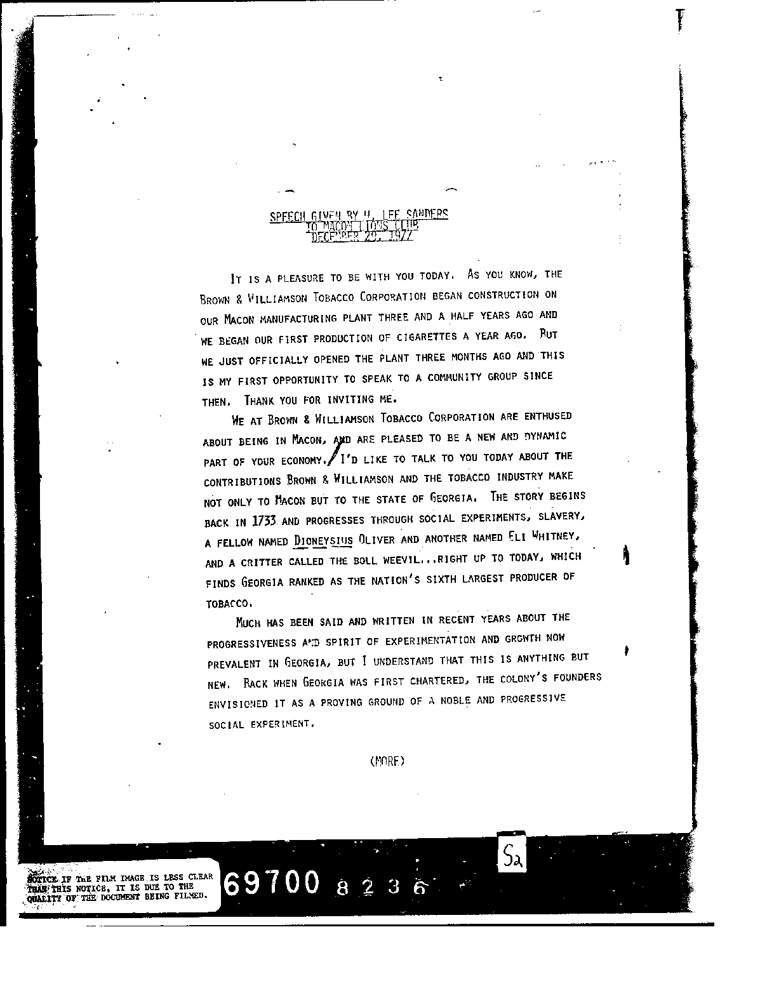 SPEECH GIVEN BY H. LEE SANDERS
TO MACON LIONS CLUB
DECEMBER 20, 1977
IT IS A PLEASURE TO BE WITH YOU TODAY. AS YOU KNOW, THE
BROWN & WILLIAMSON TOBACCO CORPORATION BEGAN CONSTRUCTION ON
OUR MACON MANUFACTURING PLANT THREE AND A HALF YEARS AGO AND
WE BEGAN OUR FIRST PRODUCTION OF CIGARETTES A YEAR AGO. BUT
WE JUST OFFICIALLY OPENED THE PLANT THREE MONTHS AGO AND THIS
IS MY FIRST OPPORTUNITY TO SPEAK TO A COMMUNITY GROUP SINCE
THEN. THANK YOU FOR INVITING ME.
WE AT BROWN & WILLIAMSON TOBACCO CORPORATION ARE ENTHUSED
ABOUT BEING IN MACON, AND ARE PLEASED TO BE A NEW AND DYNAMIC
PART OF YOUR ECONOMY. I'D LIKE TO TALK TO YOU TODAY ABOUT THE
CONTRIBUTIONS BROWN & WILLIAMSON AND THE TOBACCO INDUSTRY MAKE
NOT ONLY TO MACON BUT TO THE STATE OF GEORGIA. THE STORY BEGINS
BACK IN 1733 AND PROGRESSES THROUGH SOCIAL EXPERIMENTS, SLAVERY,
A FELLOW NAMED DIONEYSIUS OLIVER AND ANOTHER NAMED ELI WHITNEY,
AND A CRITTER CALLED THE BOLL WEEVIL...RIGHT UP TO TODAY, WHICH
FINDS GEORGIA RANKED AS THE NATION'S SIXTH LARGEST PRODUCER OF
TOBACCO.
MUCH HAS BEEN SAID AND WRITTEN IN RECENT YEARS ABOUT THE
PROGRESSIVENESS AND SPIRIT OF EXPERIMENTATION AND GROWTH NOW
PREVALENT IN GEORGIA, BUT I UNDERSTAND THAT THIS IS ANYTHING BUT
NEW. BACK WHEN GEORGIA WAS FIRST CHARTERED, THE COLONY'S FOUNDERS
ENVISIONED IT AS A PROVING GROUND OF A NOBLE AND PROGRESSIVE
SOCIAL EXPERIMENT.
(MORE)
S2
NOTICE IF THE FILM IMAGE IS LESS CLEAR
THAN THIS NOTICE, IT IS DUE TO THE
QUALITY OF THE DOCUMENT BEING FILMED.
69700 8236